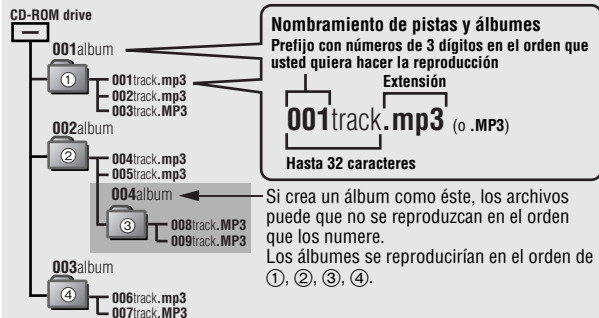 CD-ROM drive
001album
①
001track.mp3
002track.mp3
003track.MP3
002album
②
004track.mp3
005track.mp3
004album
③
008track.MP3
009track.MP3
003album
④
006track.mp3
007track.MP3
Nombramiento de pistas y álbumes
Prefijo con números de 3 dígitos en el orden que
usted quiera hacer la reproducción
Extensión
001track.mp3 (o .MP3)
Hasta 32 caracteres
Si crea un álbum como éste, los archivos
puede que no se reproduzcan en el orden
que los numere.
Los álbumes se reproducirían en el orden de
①, ②, ③, ④.